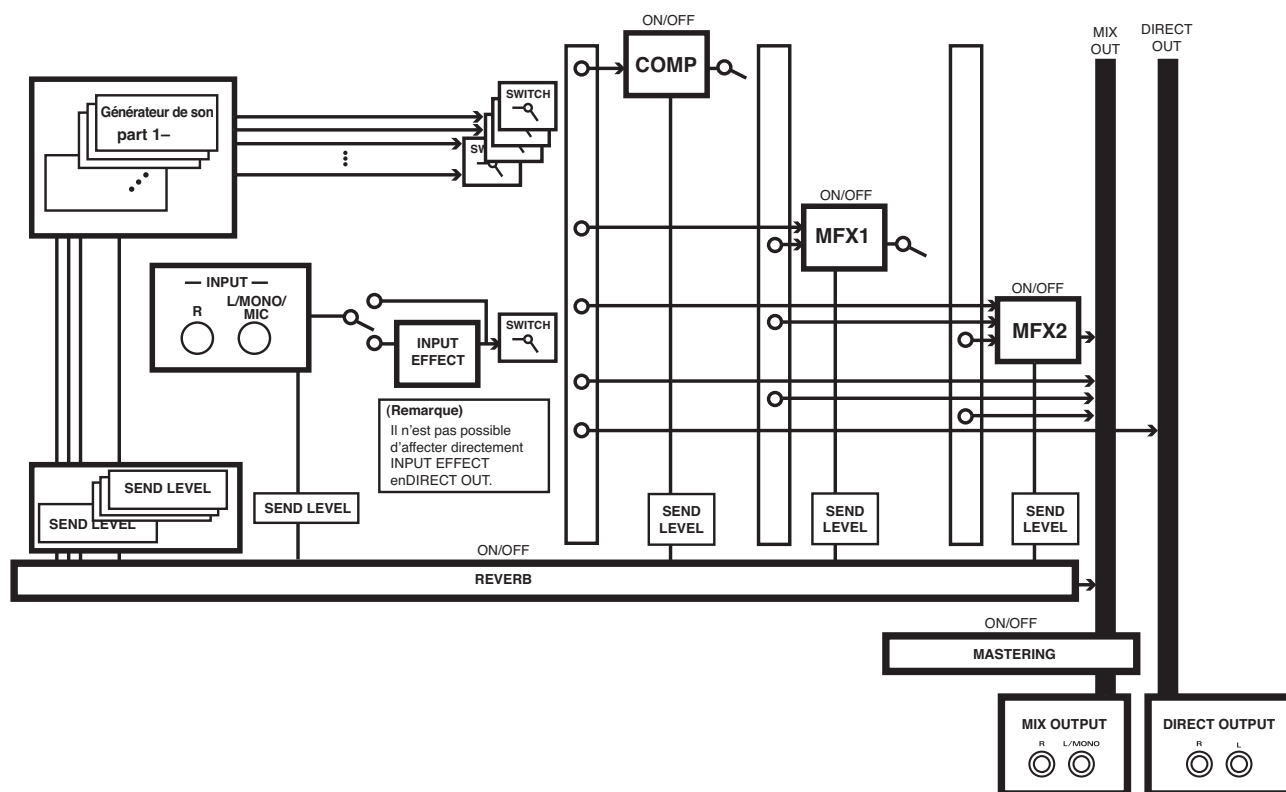 ON/OFF
MIX
OUT
DIRECT
OUT
COMP
SWITCH
Générateur de son
part 1–
SW
ON/OFF
MFX1
— INPUT —
R
L/MONO/
MIC
SWITCH
INPUT
EFFECT
ON/OFF
MFX2
(Remarque)
Il n'est pas possible
d'affecter directement
INPUT EFFECT
enDIRECT OUT.
SEND LEVEL
SEND LEVEL
SEND LEVEL
SEND
LEVEL
SEND
LEVEL
SEND
LEVEL
ON/OFF
REVERB
ON/OFF
MASTERING
MIX OUTPUT
R
L/MONO
DIRECT OUTPUT
R
L